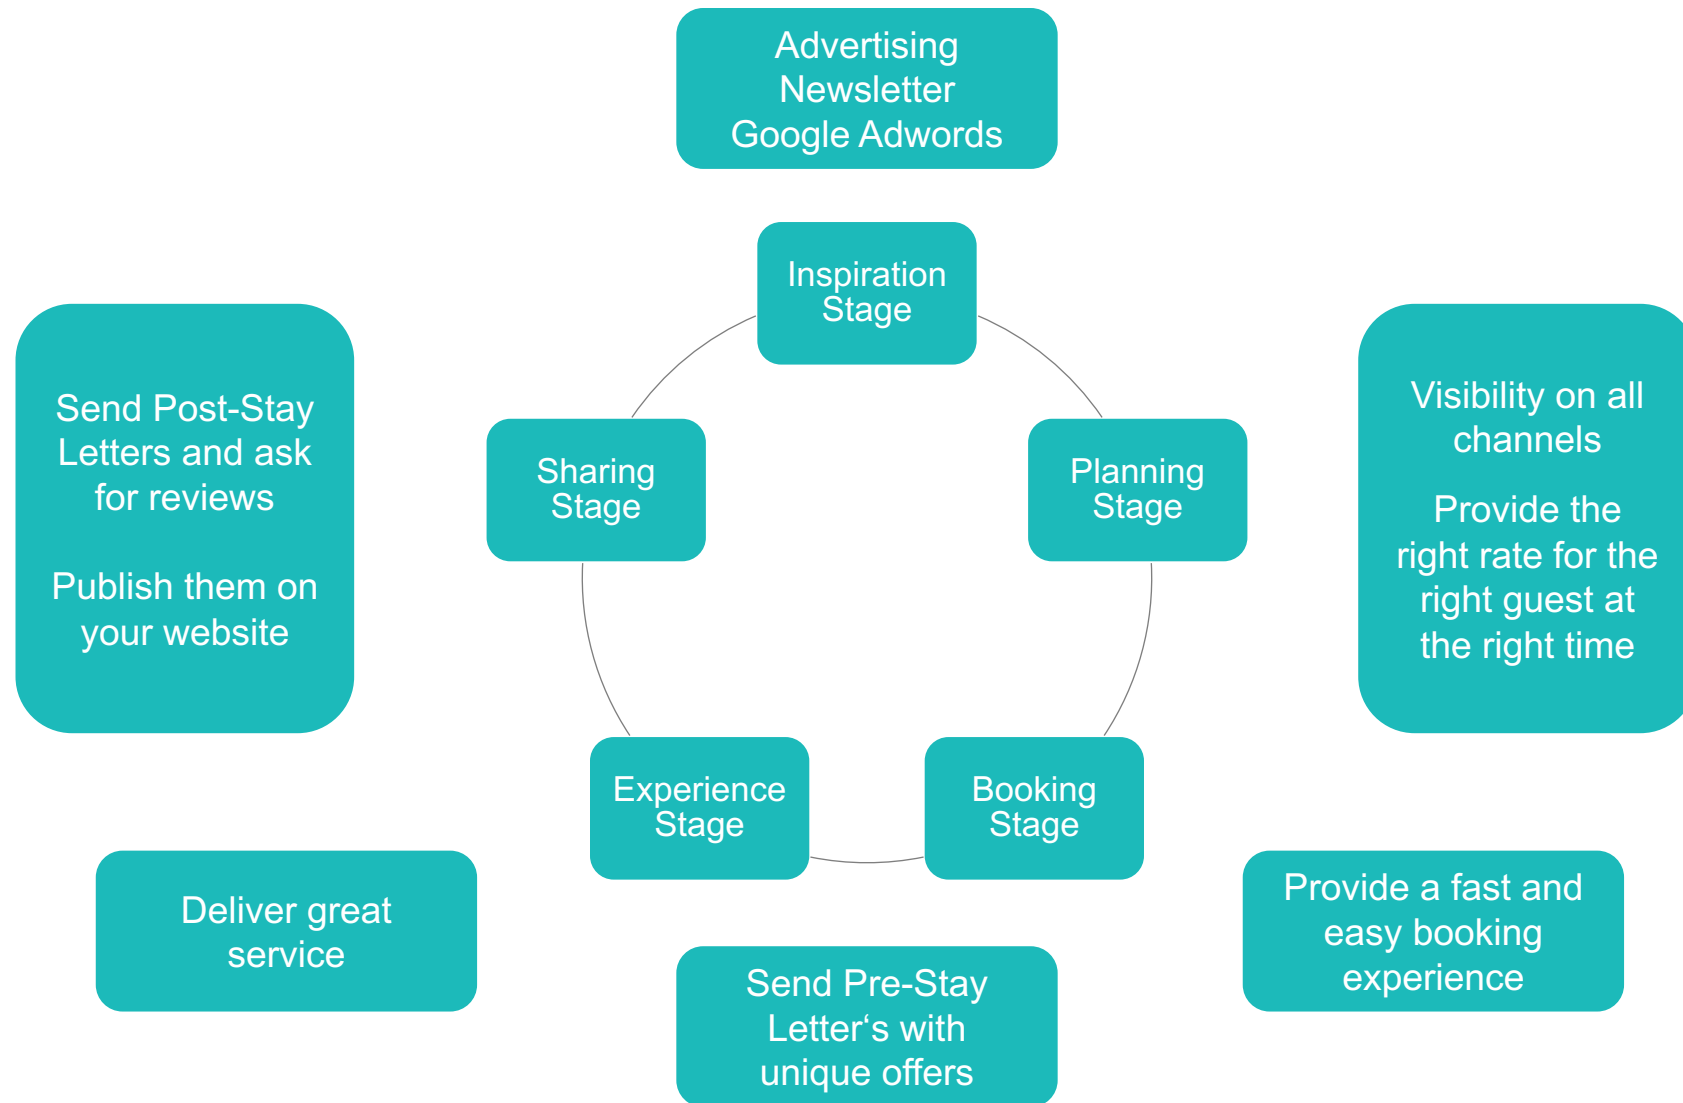 Advertising
Newsletter
Google Adwords
Inspiration
Stage
Send Post-Stay
Letters and ask
for reviews
Publish them on
your website
Sharing
Stage
Planning
Stage
Visibility on all
channels
Provide the
right rate for the
right guest at
the right time
Experience
Stage
Booking
Stage
Deliver great
service
Send Pre-Stay
Letter‘s with
unique offers
Provide a fast and
easy booking
experience